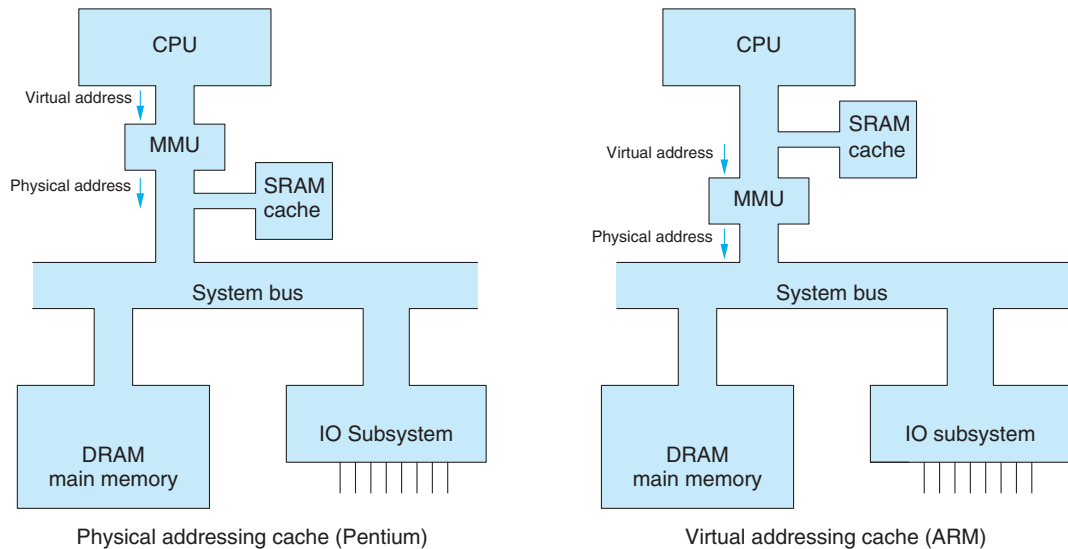 CPU
Virtual address
MMU
Physical address
SRAM
cache
System bus
DRAM
main memory
IO Subsystem
Physical addressing cache (Pentium)
CPU
SRAM
cache
Virtual address
MMU
Physical address
System bus
DRAM
main memory
IO subsystem
Virtual addressing cache (ARM)